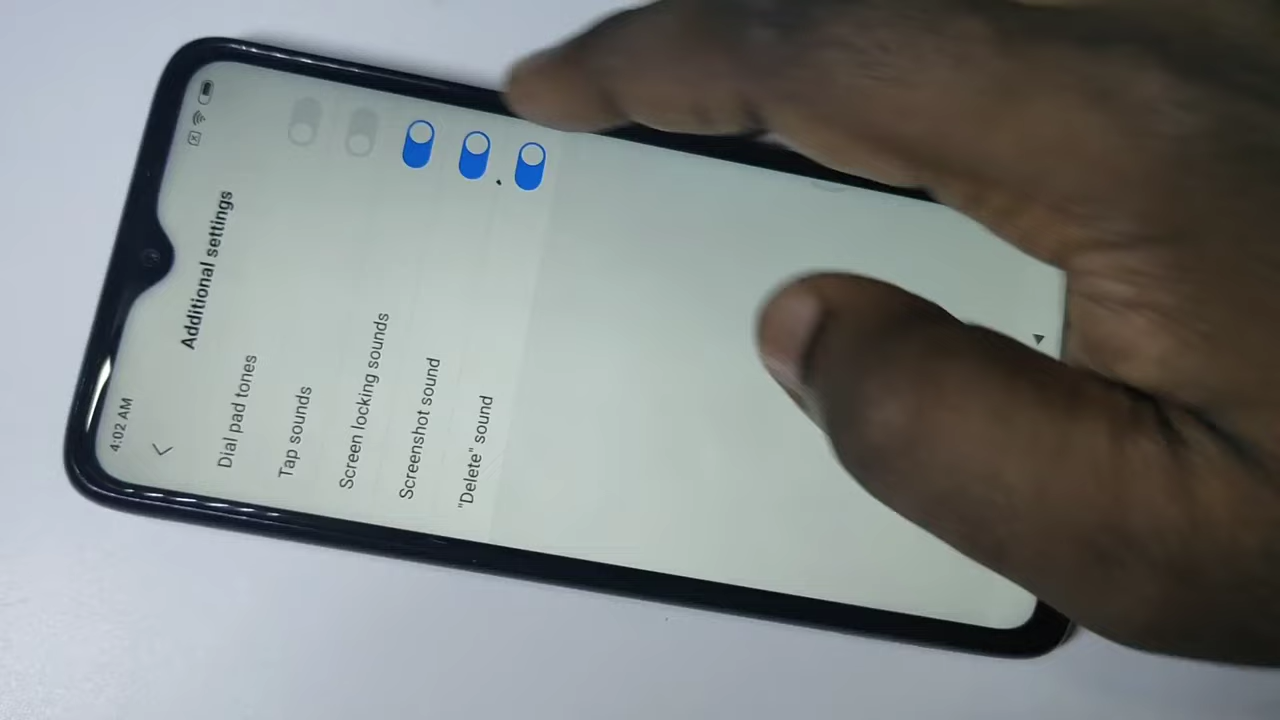 4:02 AM
Additional settings
Dial pad tones
Tap sounds
Screen locking sounds
Screenshot sound
"Delete" sound